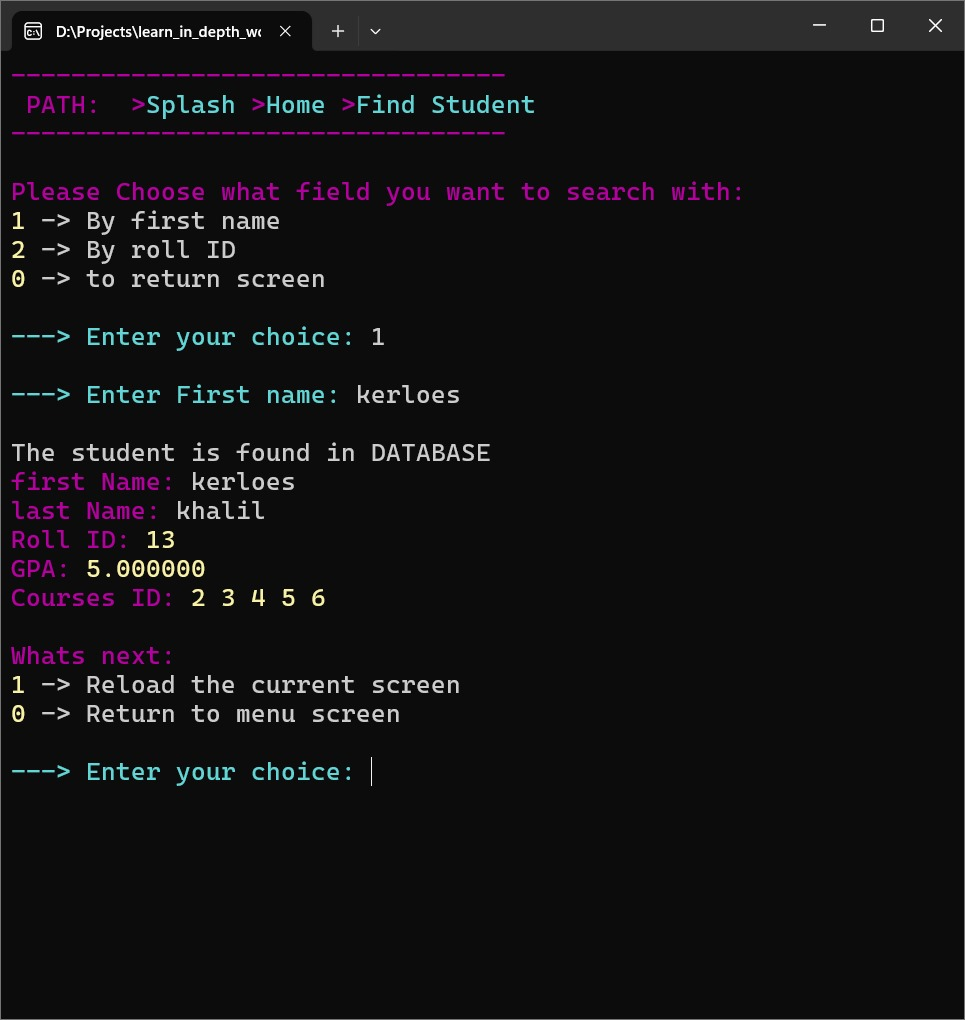 D:\Projects\learn_in_depth_wo
---------------------------------
PATH:  >Splash >Home >Find Student
---------------------------------
Please Choose what field you want to search with:
1 -> By first name
2 -> By roll ID
0 -> to return screen
---> Enter your choice: 1
---> Enter First name: kerloes
The student is found in DATABASE
first Name: kerloes
last Name: khalil
Roll ID: 13
GPA: 5.000000
Courses ID: 2 3 4 5 6
Whats next:
1 -> Reload the current screen
0 -> Return to menu screen
---> Enter your choice: